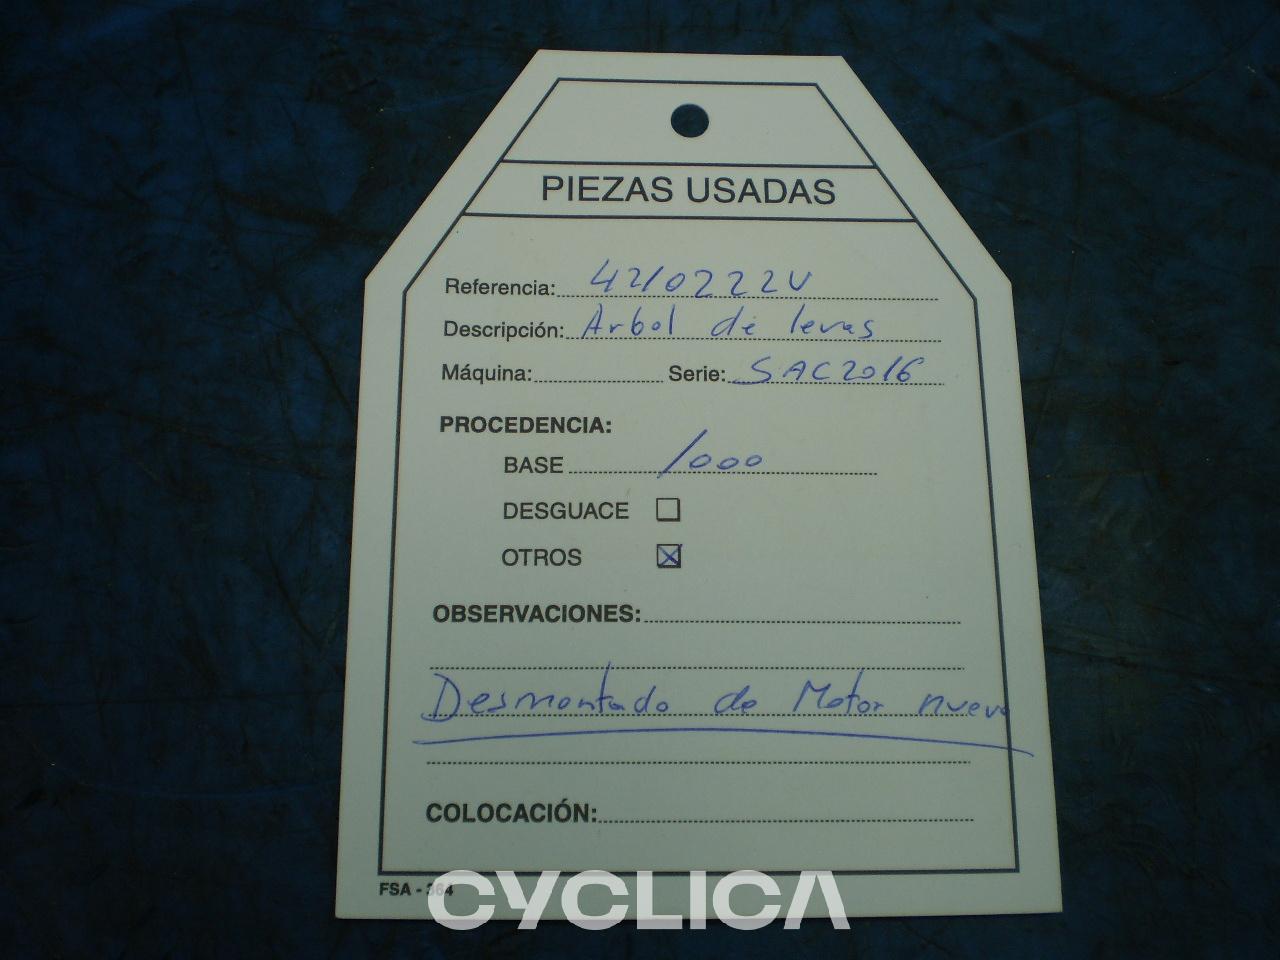 PIEZAS USADAS
Referencia: 4210222V
Descripción: Arbol de levas
Máquina: Serie: SAC2016
PROCEDENCIA:
BASE 1000
DESGUACE
OTROS
OBSERVACIONES:
Desmontado de Motor nuevo
COLOCACIÓN:
FSA - 364
CYCLICA